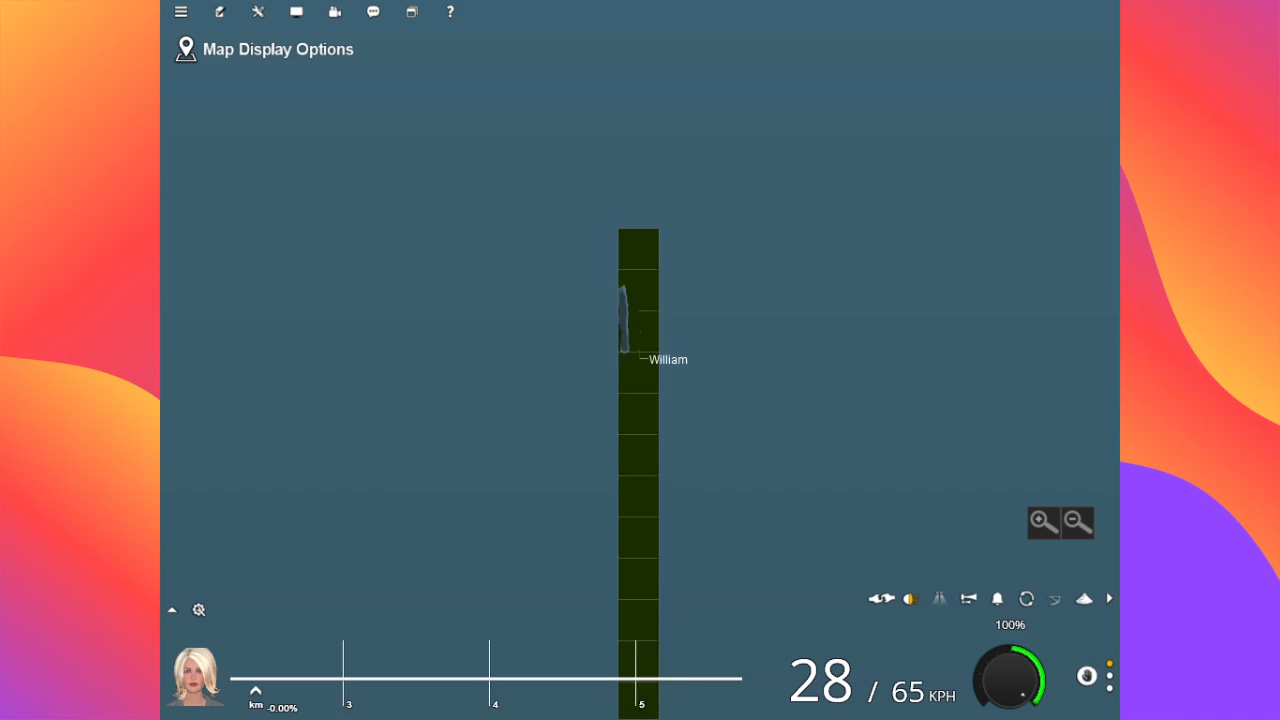 ?
Map Display Options
William
100%
28 / 65 KPH
km -0.00% 3 4 5